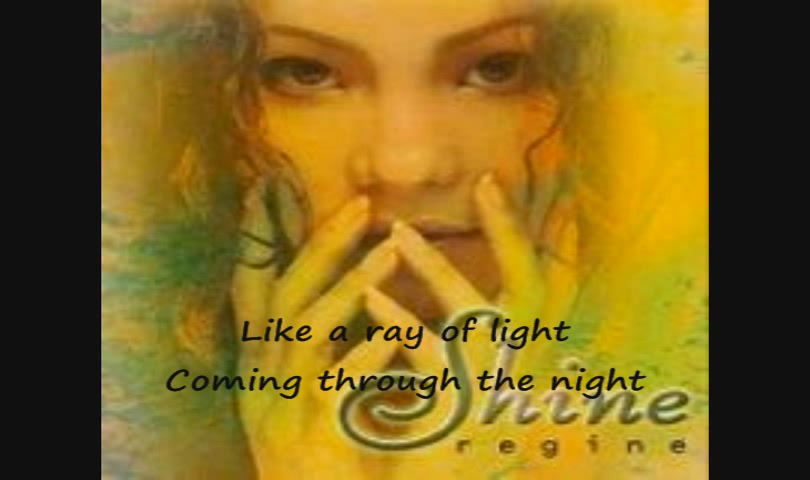 Like a ray of light
Coming through the night
Shine
regine